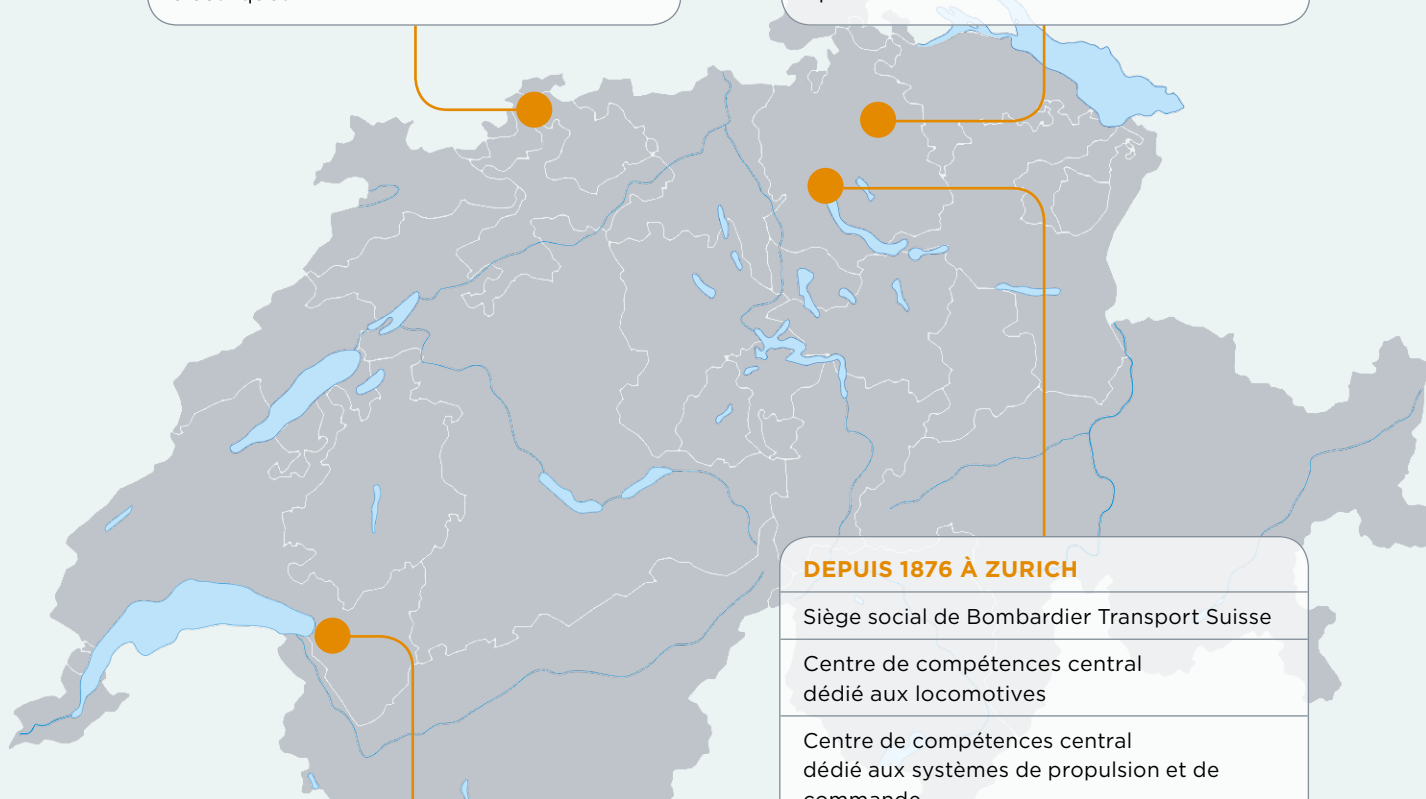 DEPUIS 1876 À ZURICH
Siège social de Bombardier Transport Suisse
Centre de compétences central
dédié aux locomotives
Centre de compétences central
dédié aux systèmes de propulsion et de
commande